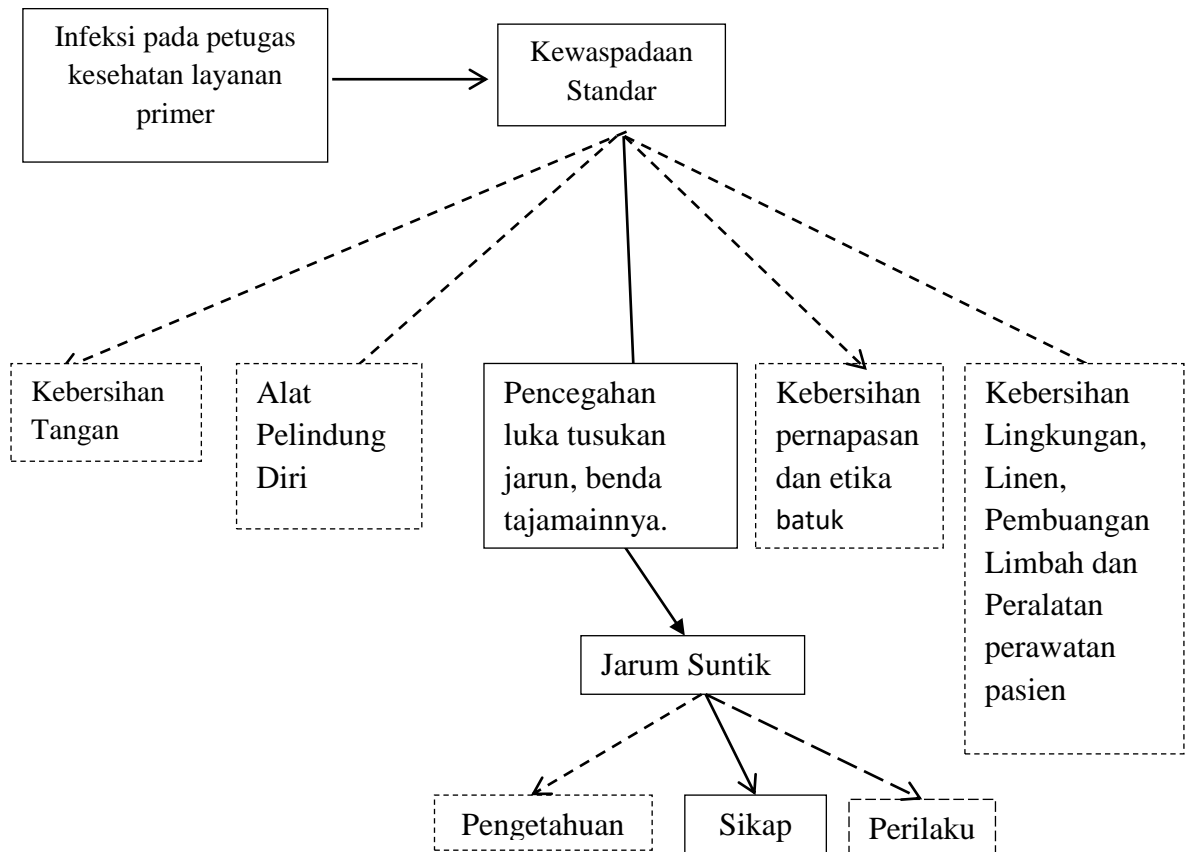 Infeksi pada petugas
kesehatan layanan
primer
Kewaspadaan
Standar
Kebersihan
Tangan
Alat
Pelindung
Diri
Pencegahan
luka tusukan
jarun, benda
tajamainnya.
Kebersihan
pernapasan
dan etika
batuk
Kebersihan
Lingkungan,
Linen,
Pembuangan
Limbah dan
Peralatan
perawatan
pasien
Jarum Suntik
Pengetahuan
Sikap
Perilaku